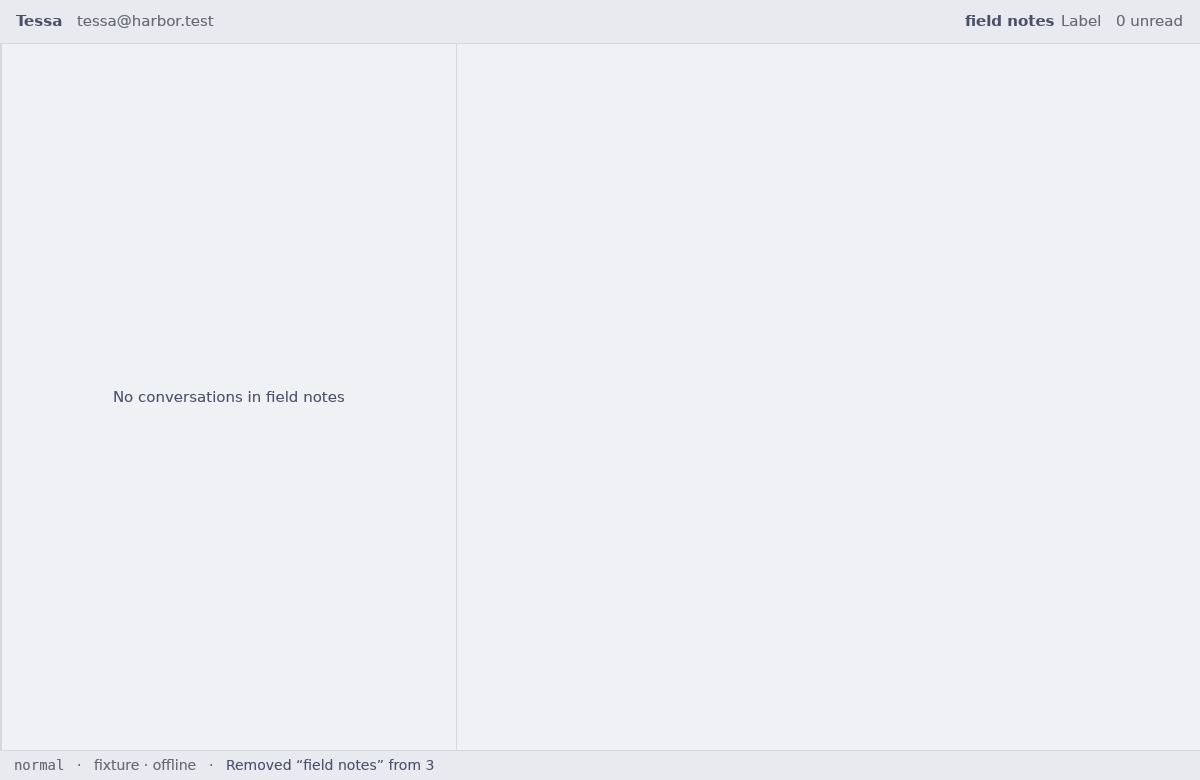 Tessa tessa@harbor.test field notes Label 0 unread
No conversations in field notes
normal · fixture · offline · Removed “field notes” from 3